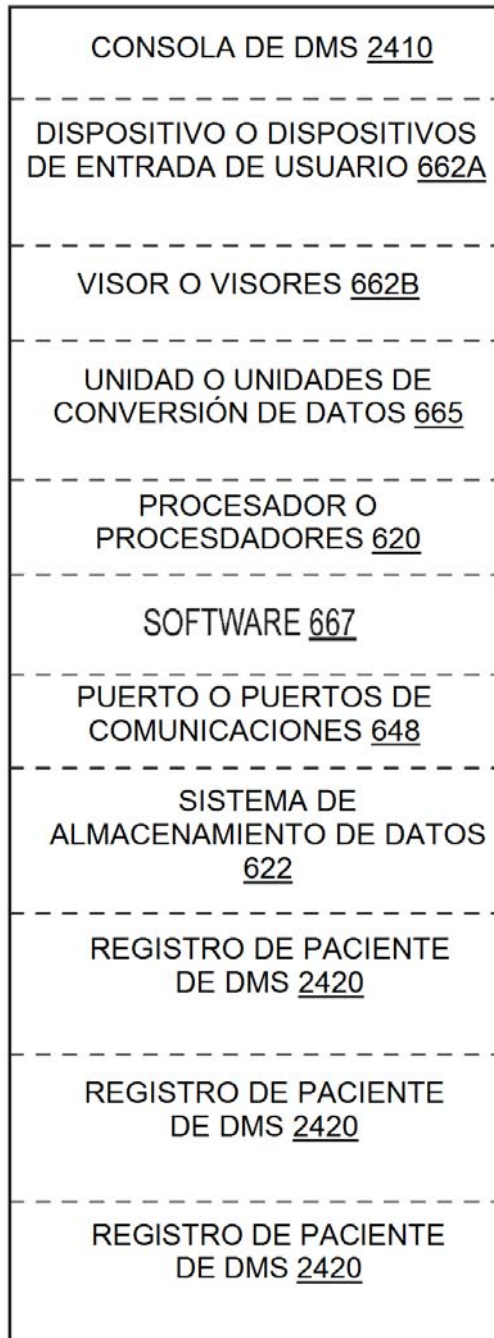 CONSOLA DE DMS 2410
DISPOSITIVO O DISPOSITIVOS
DE ENTRADA DE USUARIO 662A
VISOR O VISORES 662B
UNIDAD O UNIDADES DE
CONVERSIÓN DE DATOS 665
PROCESADOR O
PROCESDADORES 620
SOFTWARE 667
PUERTO O PUERTOS DE
COMUNICACIONES 648
SISTEMA DE
ALMACENAMIENTO DE DATOS
622
REGISTRO DE PACIENTE
DE DMS 2420
REGISTRO DE PACIENTE
DE DMS 2420
REGISTRO DE PACIENTE
DE DMS 2420